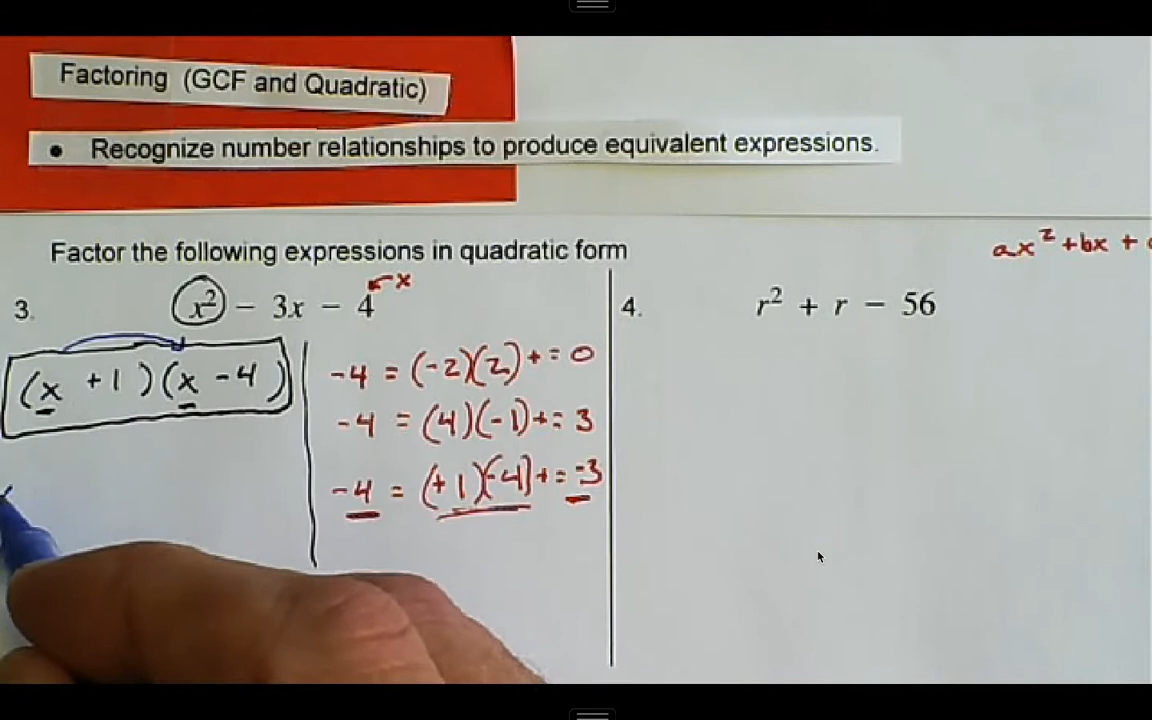 Factoring (GCF and Quadratic)
• Recognize number relationships to produce equivalent expressions.
Factor the following expressions in quadratic form
ax² + bx +
3. x² − 3x − 4
x
(x + 1)(x − 4)
-4 = (-2)(2) + = 0
-4 = (4)(-1) + = 3
-4 = (+1)(-4) + = -3
4. r² + r − 56